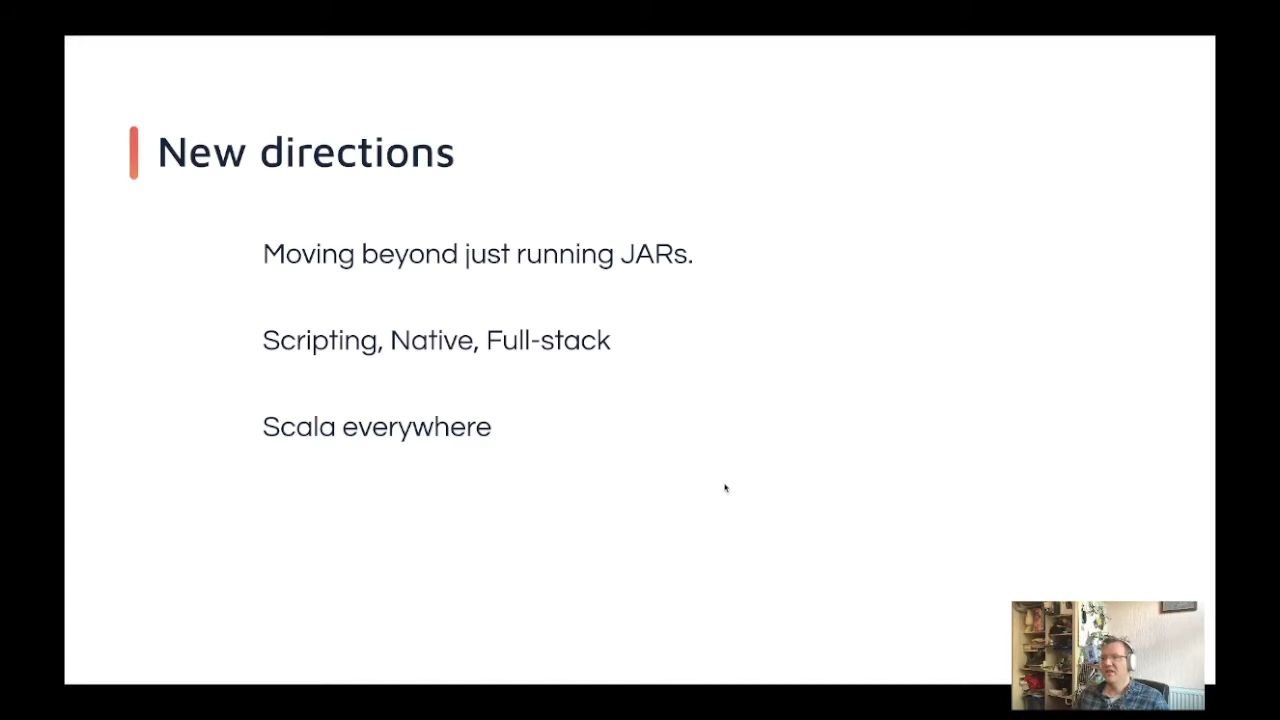 New directions
Moving beyond just running JARs.
Scripting, Native, Full-stack
Scala everywhere